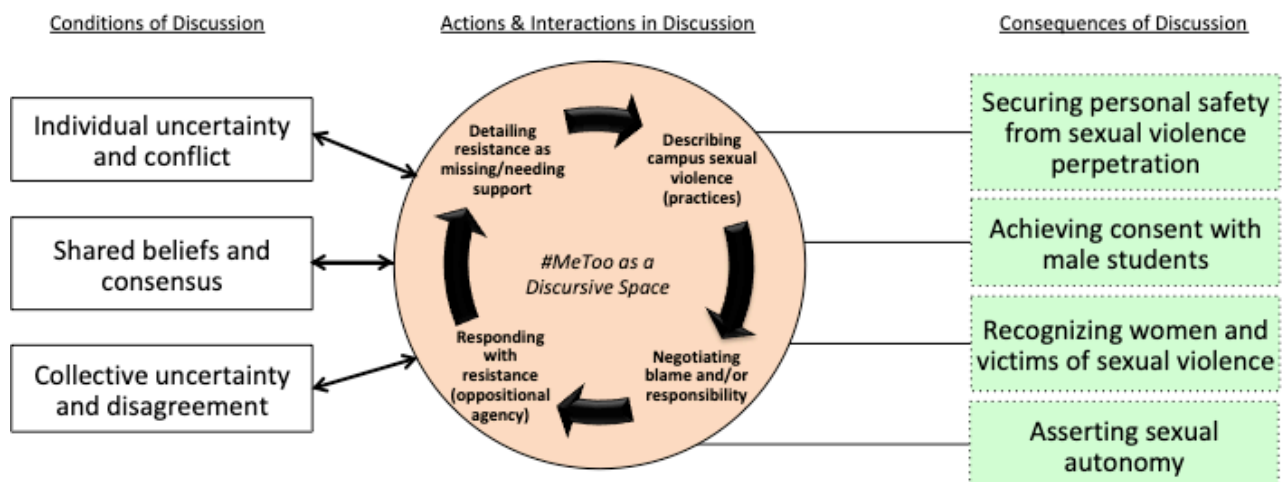 Conditions of Discussion
Actions & Interactions in Discussion
Consequences of Discussion
Individual uncertainty
and conflict
Shared beliefs and
consensus
Collective uncertainty
and disagreement
Detailing
resistance as
missing/needing
support
Describing
campus sexual
violence
(practices)
#MeToo as a
Discursive Space
Responding
with
resistance
(oppositional
agency)
Negotiating
blame and/or
responsibility
Securing personal safety
from sexual violence
perpetration
Achieving consent with
male students
Recognizing women and
victims of sexual violence
Asserting sexual
autonomy